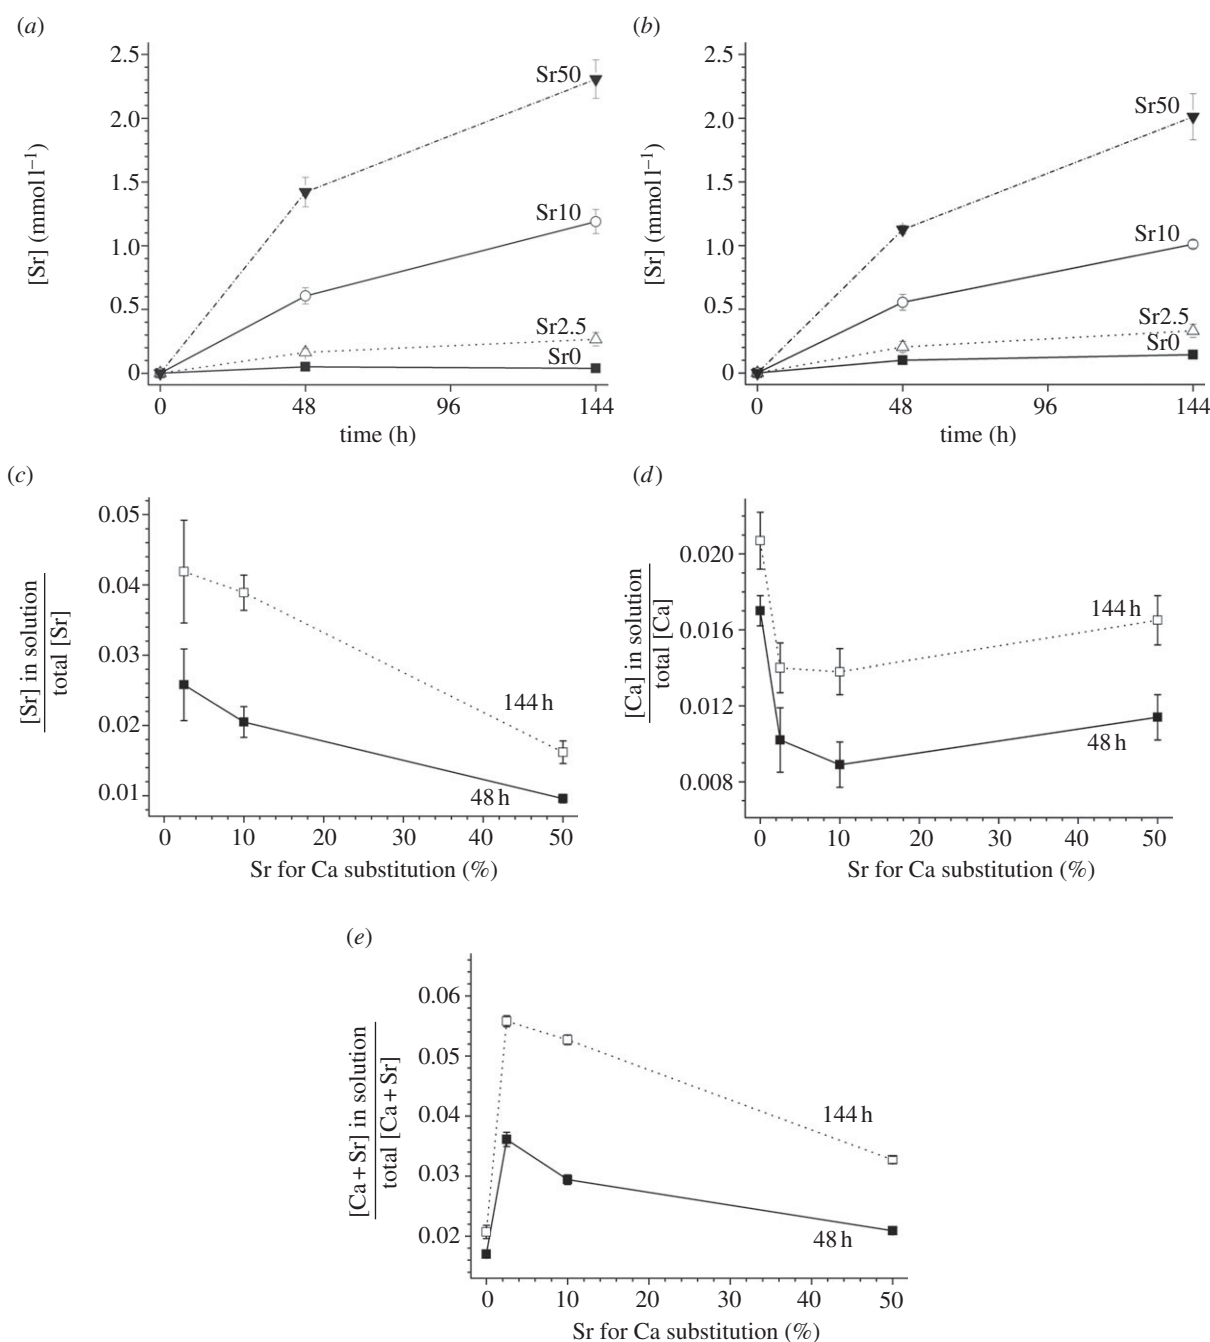 (a)
2.5
2.0
1.5
1.0
0.5
0
[Sr] (mmol l⁻¹)
Sr50
Sr10
Sr2.5
Sr0
0 48 96 144
time (h)
(b)
2.5
2.0
1.5
1.0
0.5
0
[Sr] (mmol l⁻¹)
Sr50
Sr10
Sr2.5
Sr0
0 48 96 144
time (h)
(c)
0.05
0.04
0.03
0.02
0.01
[Sr] in solution
total [Sr]
144 h
48 h
0 10 20 30 40 50
Sr for Ca substitution (%)
(d)
0.020
0.016
0.012
0.008
[Ca] in solution
total [Ca]
144 h
48 h
0 10 20 30 40 50
Sr for Ca substitution (%)
(e)
0.06
0.05
0.04
0.03
0.02
[Ca + Sr] in solution
total [Ca + Sr]
144 h
48 h
0 10 20 30 40 50
Sr for Ca substitution (%)